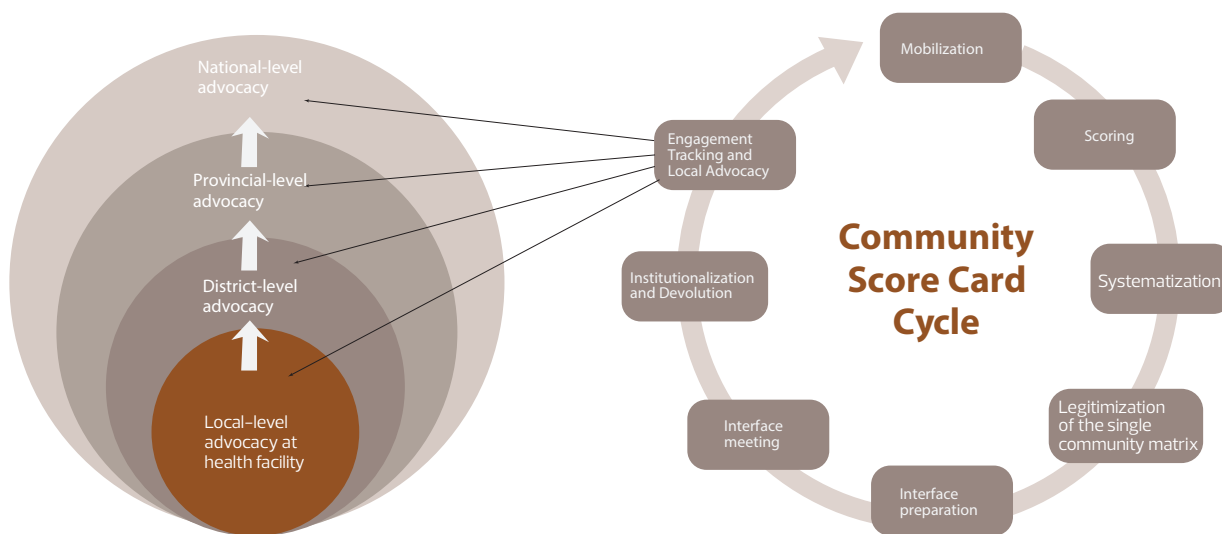 National-level
advocacy
Provincial-level
advocacy
District-level
advocacy
Local-level
advocacy at
health facility
Community
Score Card
Cycle
Mobilization
Scoring
Systematization
Legitimization
of the single
community matrix
Interface
preparation
Interface
meeting
Institutionalization
and Devolution
Engagement
Tracking and
Local Advocacy